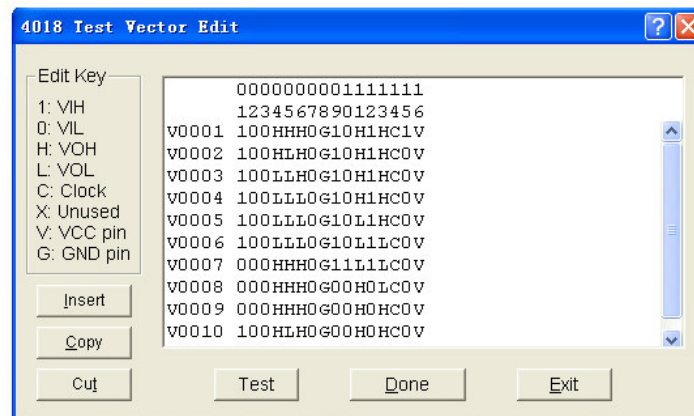 4018 Test Vector Edit
Edit Key
1: VIH
0: VIL
H: VOH
L: VOL
C: Clock
X: Unused
V: VCC pin
G: GND pin
Insert
Copy
Cut
0000000001111111
1234567890123456
V0001 100HHH0G10H1HC1V
V0002 100HLH0G10H1HC0V
V0003 100LLH0G10H1HC0V
V0004 100LLL0G10H1HC0V
V0005 100LLL0G10L1HC0V
V0006 100LLL0G10L1LC0V
V0007 000HHH0G11L1LC0V
V0008 000HHH0G00H0LC0V
V0009 000HHH0G00H0HC0V
V0010 100HLH0G00H0HC0V
Test
Done
Exit